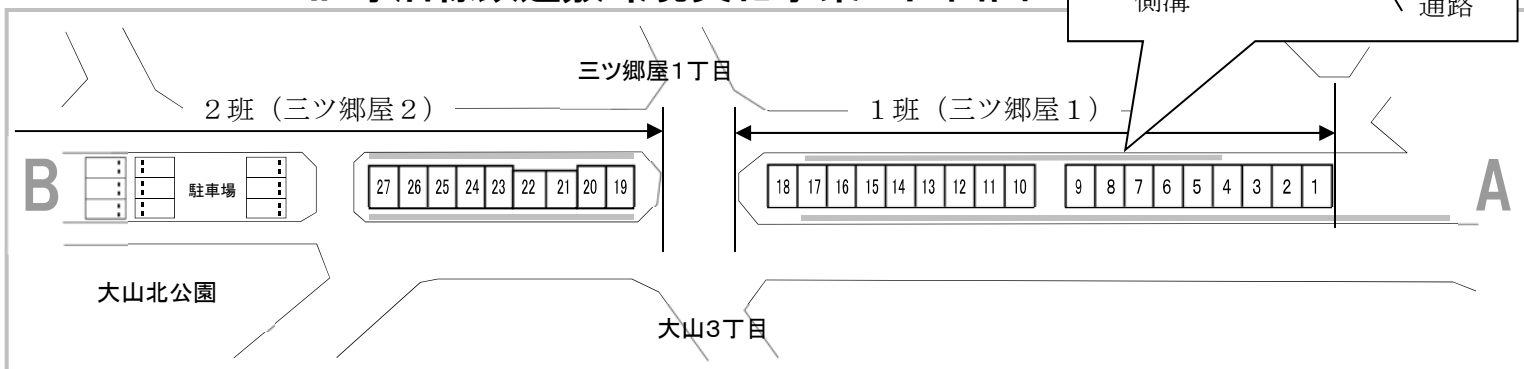 側溝
通路
三ツ郷屋1丁目
2班（三ツ郷屋2）
1班（三ツ郷屋1）
B
駐車場
27 26 25 24 23 22 21 20 19
18 17 16 15 14 13 12 11 10
9 8 7 6 5 4 3 2 1
A
大山北公園
大山3丁目